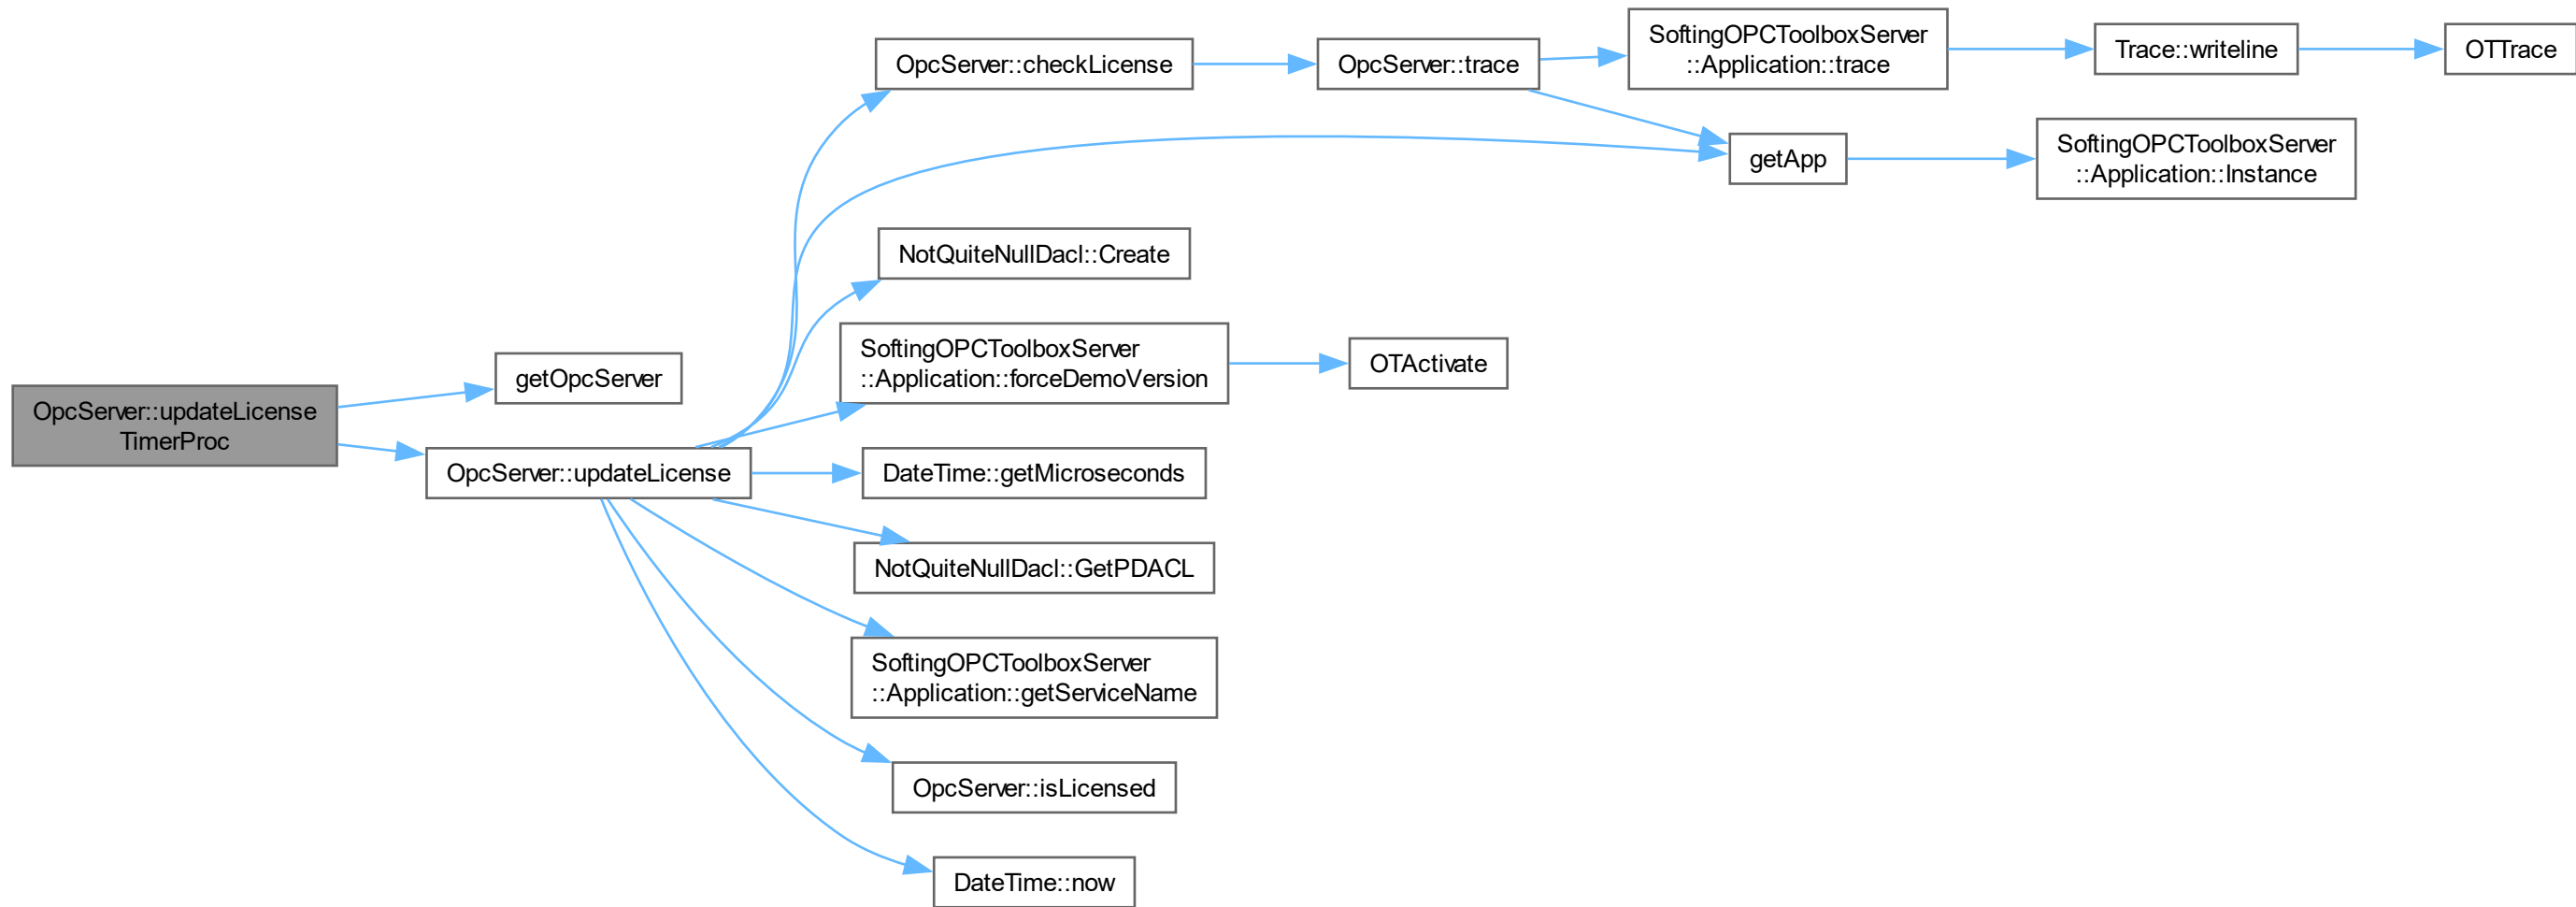 OpcServer::updateLicense
TimerProc
getOpcServer
OpcServer::updateLicense
OpcServer::checkLicense
OpcServer::trace
SoftingOPCToolboxServer
::Application::trace
Trace::writeline
OTTrace
getApp
SoftingOPCToolboxServer
::Application::Instance
NotQuiteNullDacl::Create
SoftingOPCToolboxServer
::Application::forceDemoVersion
OTActivate
DateTime::getMicroseconds
NotQuiteNullDacl::GetPDACL
SoftingOPCToolboxServer
::Application::getServiceName
OpcServer::isLicensed
DateTime::now